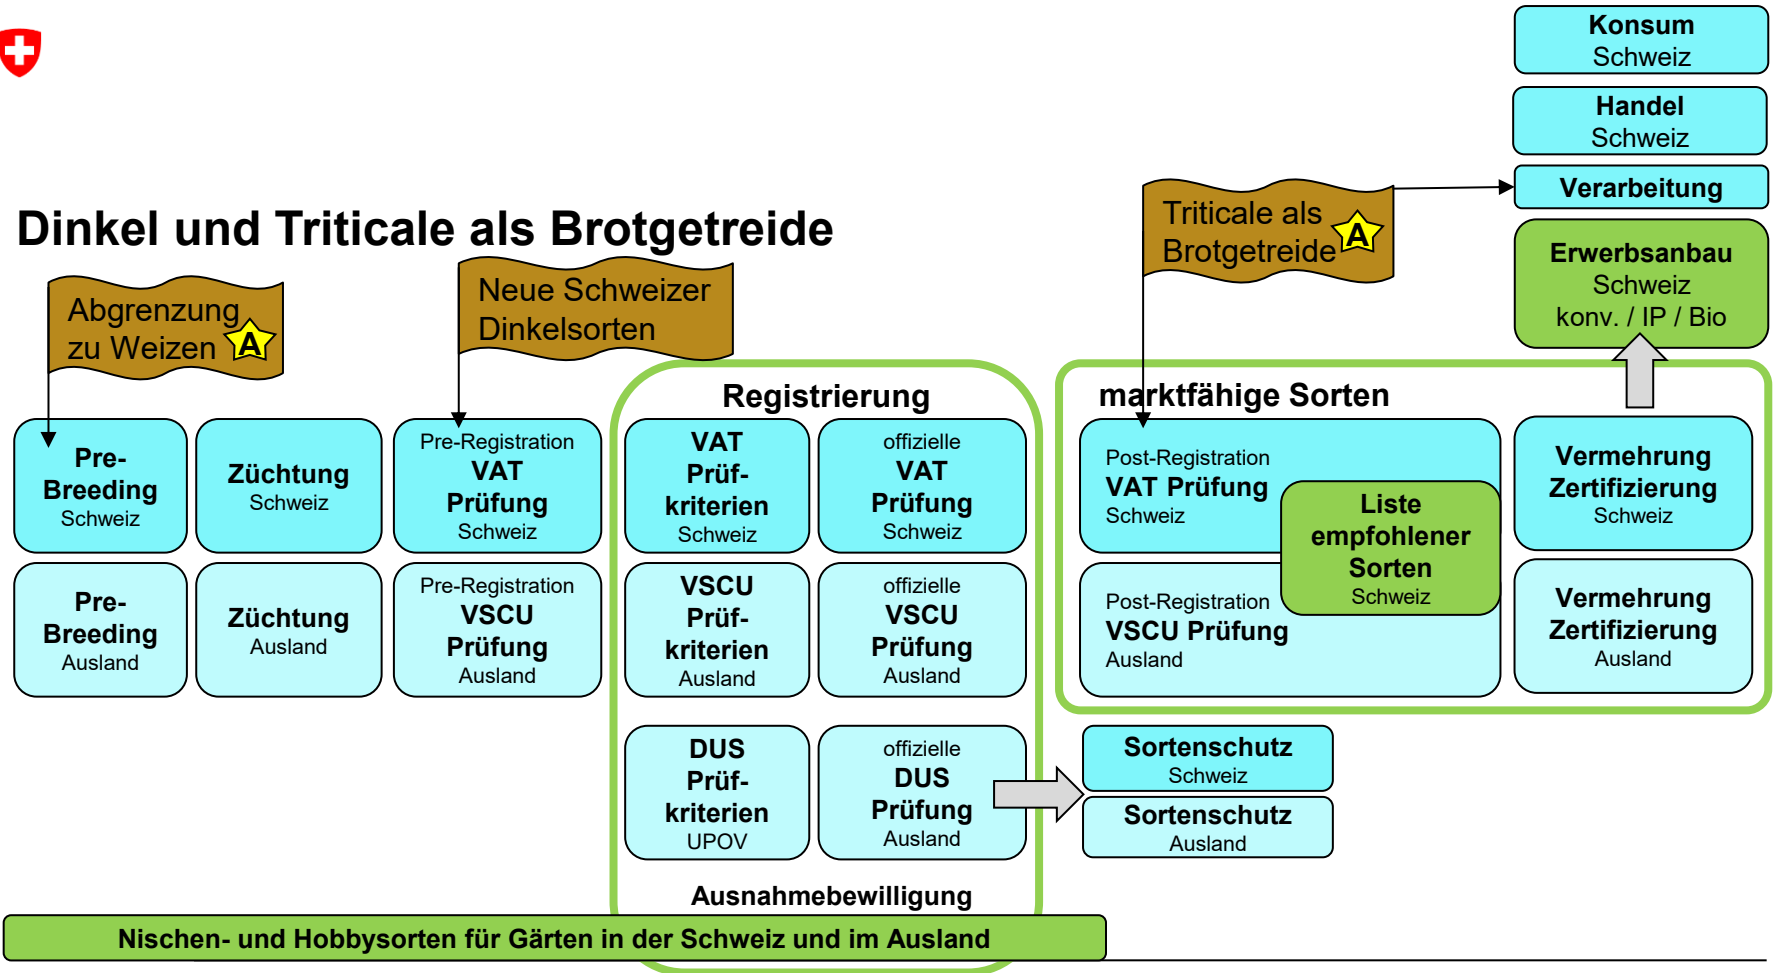 Konsum
Schweiz
Handel
Schweiz
Verarbeitung
Erwerbsanbau
Schweiz
konv. / IP / Bio
Dinkel und Triticale als Brotgetreide
Abgrenzung
zu Weizen
A
Neue Schweizer
Dinkelsorten
Triticale als
Brotgetreide
A
Registrierung
marktfähige Sorten
Pre-
Breeding
Schweiz
Züchtung
Schweiz
Pre-Registration
VAT
Prüfung
Schweiz
VAT
Prüf-
kriterien
Schweiz
offizielle
VAT
Prüfung
Schweiz
Post-Registration
VAT Prüfung
Schweiz
Liste
empfohlener
Sorten
Schweiz
Vermehrung
Zertifizierung
Schweiz
Pre-
Breeding
Ausland
Züchtung
Ausland
Pre-Registration
VSCU
Prüfung
Ausland
VSCU
Prüf-
kriterien
Ausland
offizielle
VSCU
Prüfung
Ausland
Post-Registration
VSCU Prüfung
Ausland
Vermehrung
Zertifizierung
Ausland
DUS
Prüf-
kriterien
UPOV
offizielle
DUS
Prüfung
Ausland
Sortenschutz
Schweiz
Sortenschutz
Ausland
Ausnahmebewilligung
Nischen- und Hobbysorten für Gärten in der Schweiz und im Ausland